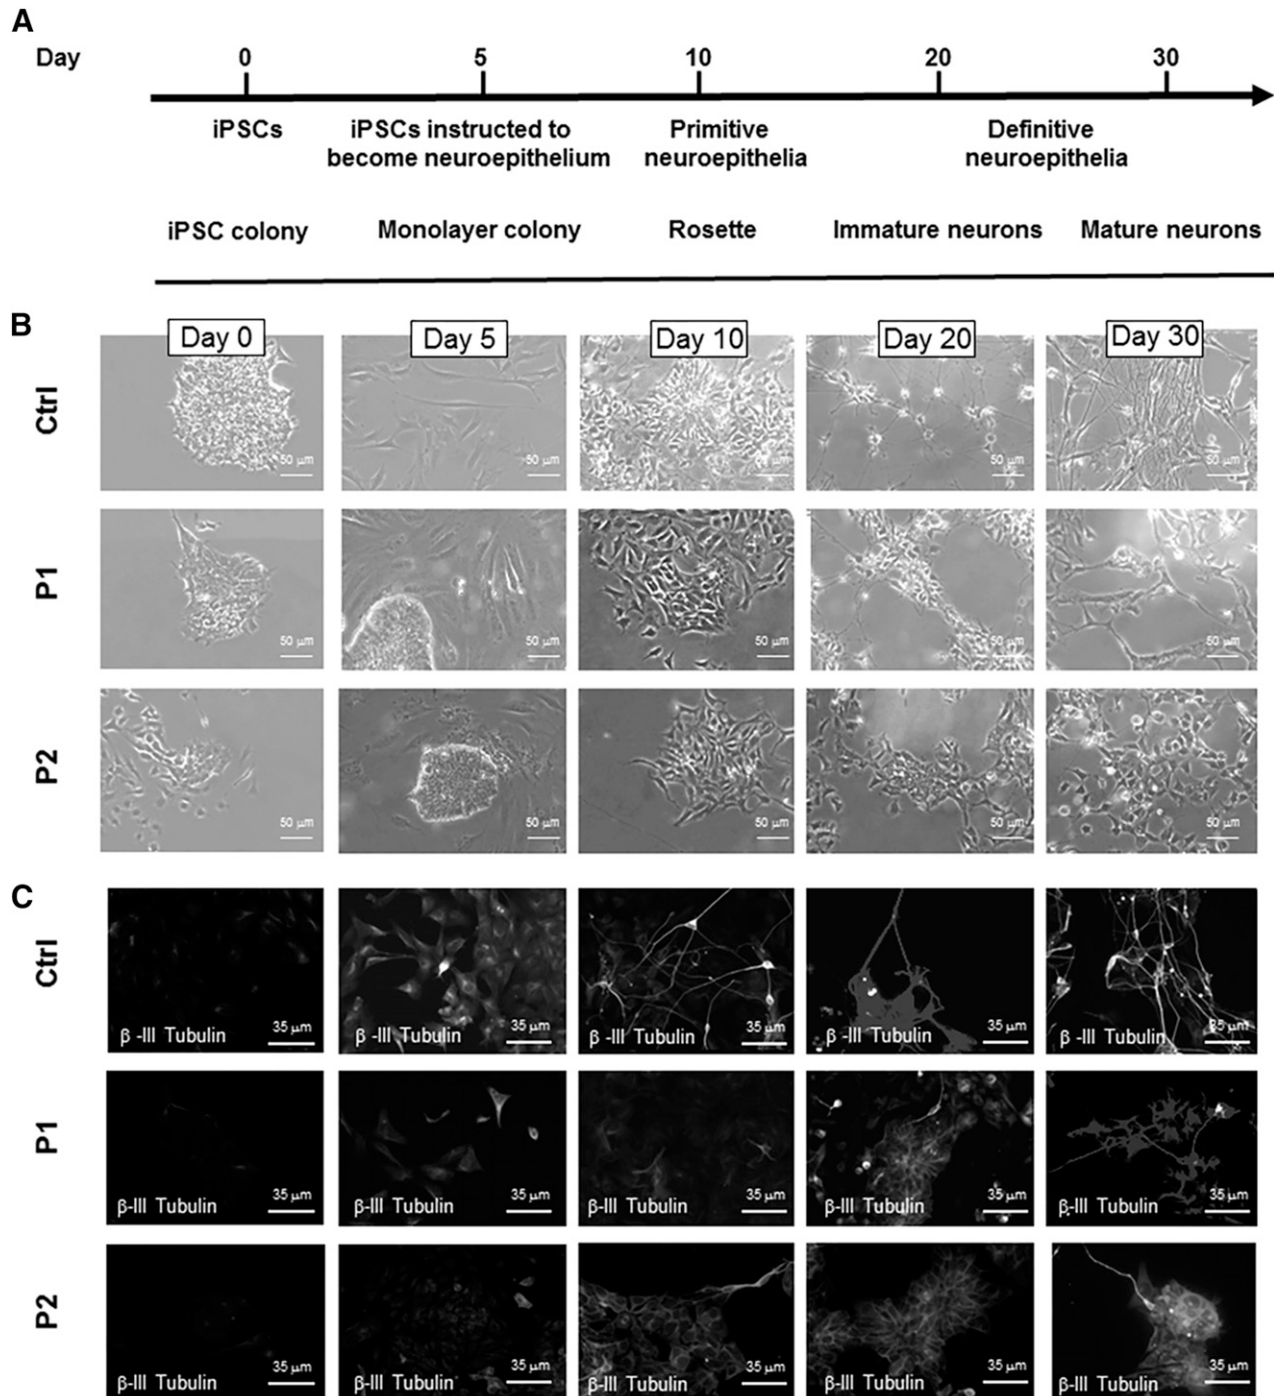 A
Day 0 5 10 20 30
iPSCs iPSCs instructed to Primitive Definitive
become neuroepithelium neuroepithelia neuroepithelia
iPSC colony Monolayer colony Rosette Immature neurons Mature neurons
B
Day 0 Day 5 Day 10 Day 20 Day 30
Ctrl
50 µm 50 µm 50 µm 50 µm 50 µm
P1
50 µm 50 µm 50 µm 50 µm 50 µm
P2
50 µm 50 µm 50 µm 50 µm 50 µm
C
Ctrl
35 µm 35 µm 35 µm 35 µm 35 µm
β -III Tubulin β -III Tubulin β -III Tubulin β -III Tubulin β -III Tubulin
P1
35 µm 35 µm 35 µm 35 µm 35 µm
β-III Tubulin β-III Tubulin β-III Tubulin β-III Tubulin β-III Tubulin
P2
35 µm 35 µm 35 µm 35 µm 35 µm
β-III Tubulin β-III Tubulin β-III Tubulin β-III Tubulin β-III Tubulin